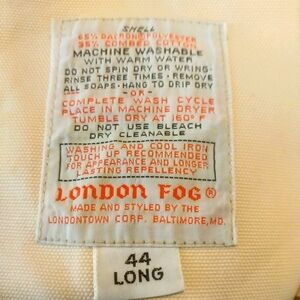 SHELL
65% DACRON® POLYESTER
35% COMBED COTTON
MACHINE WASHABLE
WITH WARM WATER
DO NOT SPIN DRY OR WRING-
RINSE THREE TIMES • REMOVE
ALL SOAPS • HANG TO DRIP DRY
-OR-
COMPLETE WASH CYCLE
PLACE IN MACHINE DRYER
TUMBLE DRY AT 160° F
DO NOT USE BLEACH
DRY CLEANABLE
WASHING AND COOL IRON
TOUCH UP RECOMMENDED
FOR APPEARANCE AND LONGER
LASTING REPELLENCY
LONDON FOG®
MADE AND STYLED BY THE
LONDONTOWN CORP. BALTIMORE, MD.
44
LONG